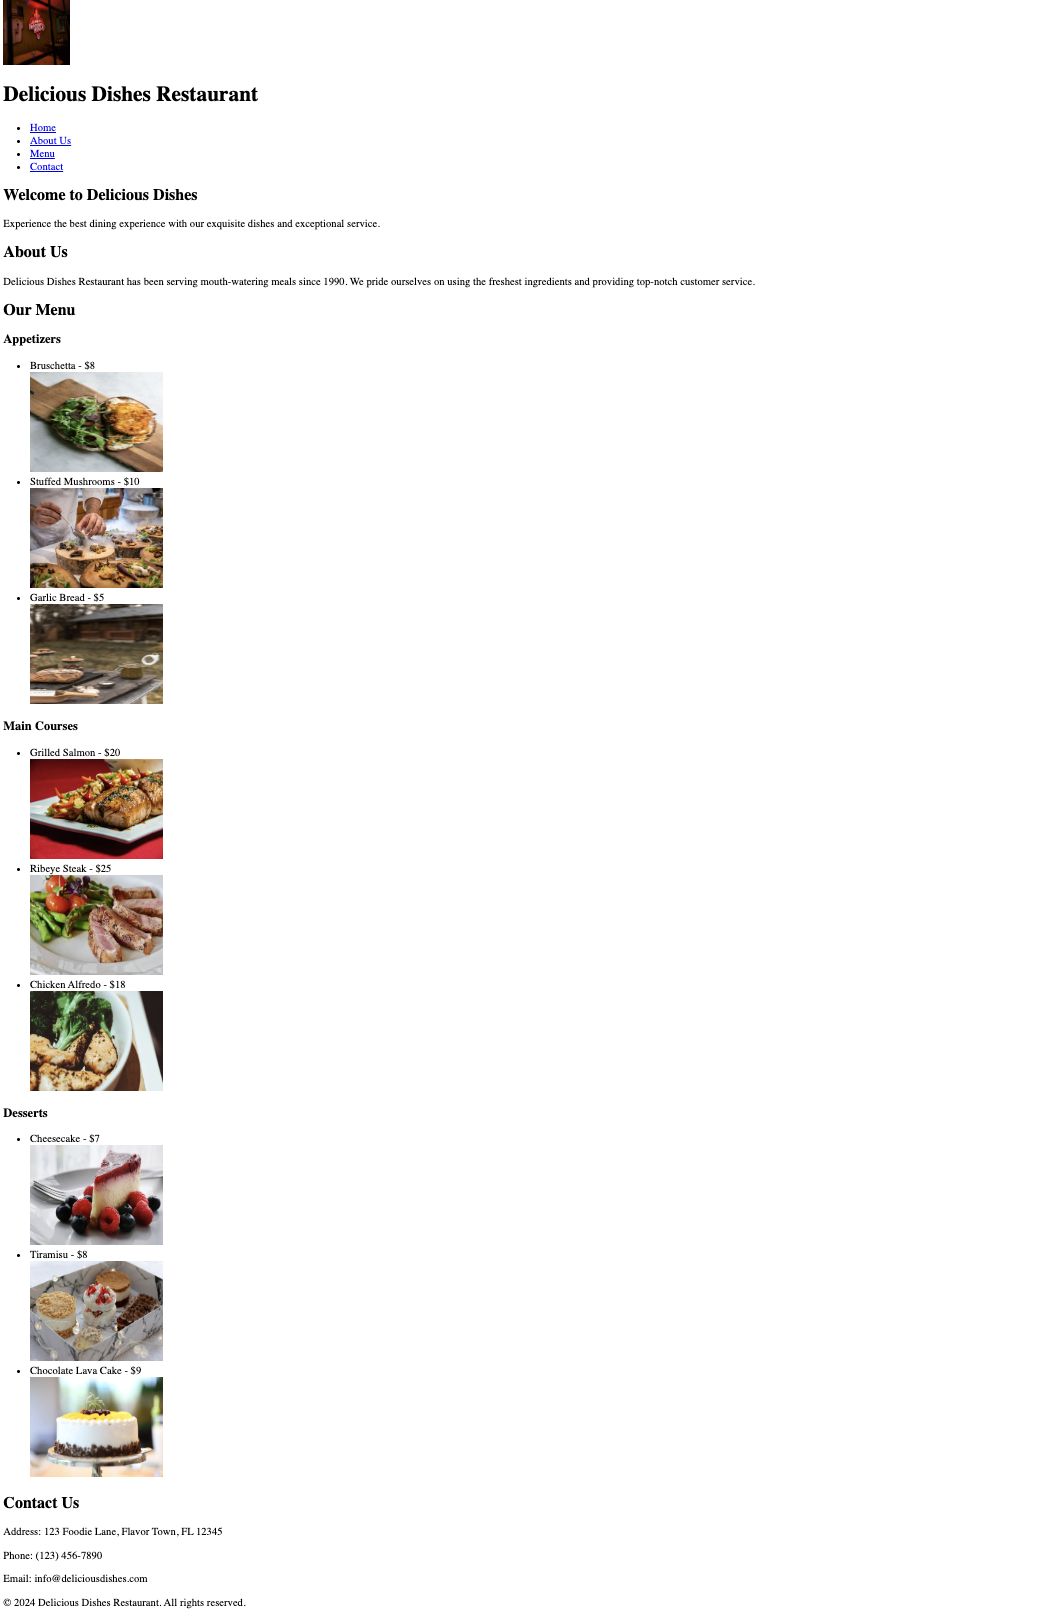 Delicious Dishes Restaurant
Home
About Us
Menu
Contact
Welcome to Delicious Dishes
Experience the best dining experience with our exquisite dishes and exceptional service.
About Us
Delicious Dishes Restaurant has been serving mouth-watering meals since 1990. We pride ourselves on using the freshest ingredients and providing top-notch customer service.
Our Menu
Appetizers
Bruschetta - $8
Stuffed Mushrooms - $10
Garlic Bread - $5
Main Courses
Grilled Salmon - $20
Ribeye Steak - $25
Chicken Alfredo - $18
Desserts
Cheesecake - $7
Tiramisu - $8
Chocolate Lava Cake - $9
Contact Us
Address: 123 Foodie Lane, Flavor Town, FL 12345
Phone: (123) 456-7890
Email: info@deliciousdishes.com
© 2024 Delicious Dishes Restaurant. All rights reserved.